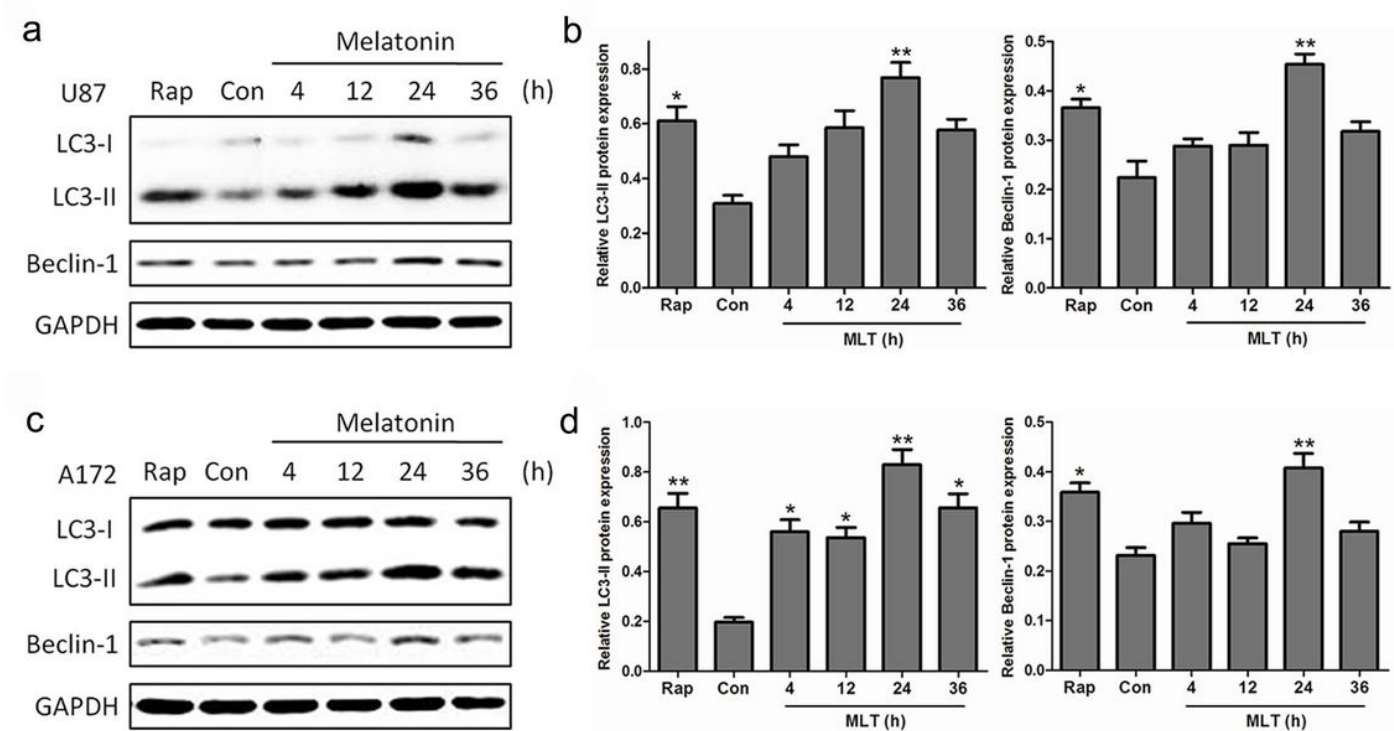 a
Melatonin
U87 Rap Con 4 12 24 36 (h)
LC3-I
LC3-II
Beclin-1
GAPDH
b
Relative LC3-II protein expression
0.8
0.6
0.4
0.2
0.0
* **
Rap Con 4 12 24 36
MLT (h)
Relative Beclin-1 protein expression
0.5
0.4
0.3
0.2
0.1
0.0
* **
Rap Con 4 12 24 36
MLT (h)
c
Melatonin
A172 Rap Con 4 12 24 36 (h)
LC3-I
LC3-II
Beclin-1
GAPDH
d
Relative LC3-II protein expression
1.0
0.8
0.6
0.4
0.2
0.0
** * * ** *
Rap Con 4 12 24 36
MLT (h)
Relative Beclin-1 protein expression
0.5
0.4
0.3
0.2
0.1
0.0
* **
Rap Con 4 12 24 36
MLT (h)